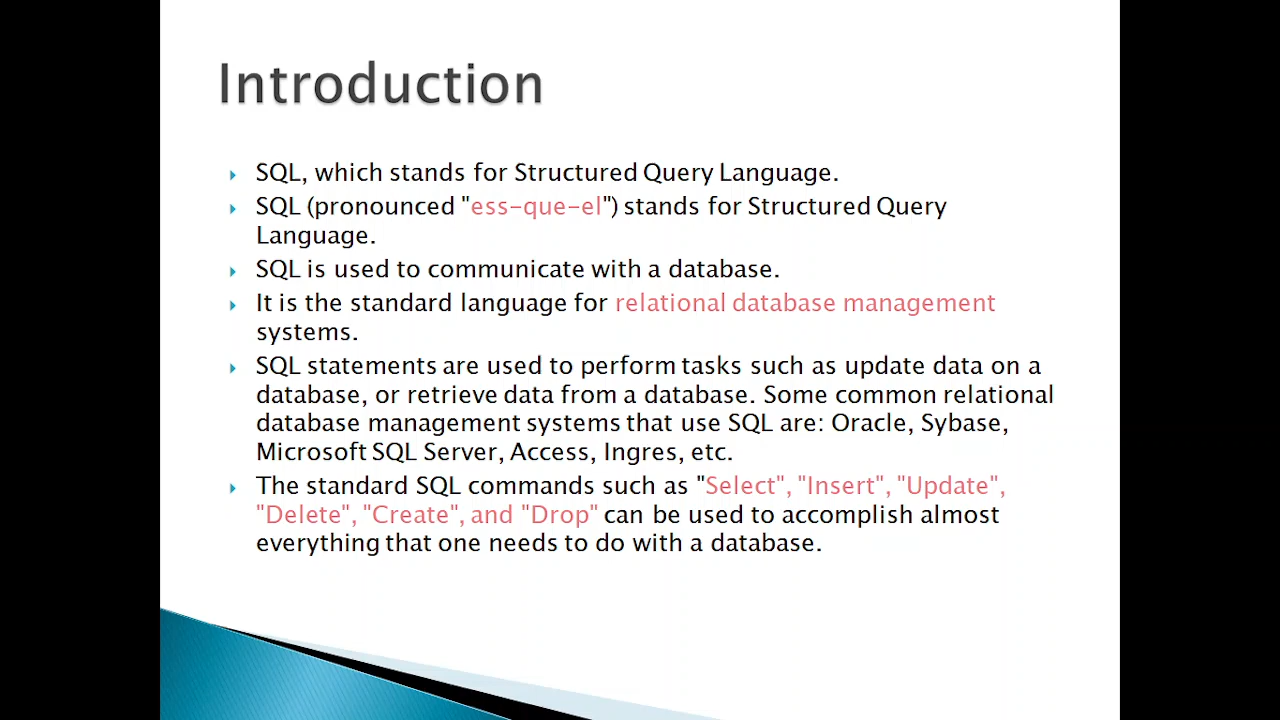 Introduction
SQL, which stands for Structured Query Language.
SQL (pronounced "ess-que-el") stands for Structured Query
Language.
SQL is used to communicate with a database.
It is the standard language for relational database management
systems.
SQL statements are used to perform tasks such as update data on a
database, or retrieve data from a database. Some common relational
database management systems that use SQL are: Oracle, Sybase,
Microsoft SQL Server, Access, Ingres, etc.
The standard SQL commands such as "Select", "Insert", "Update",
"Delete", "Create", and "Drop" can be used to accomplish almost
everything that one needs to do with a database.